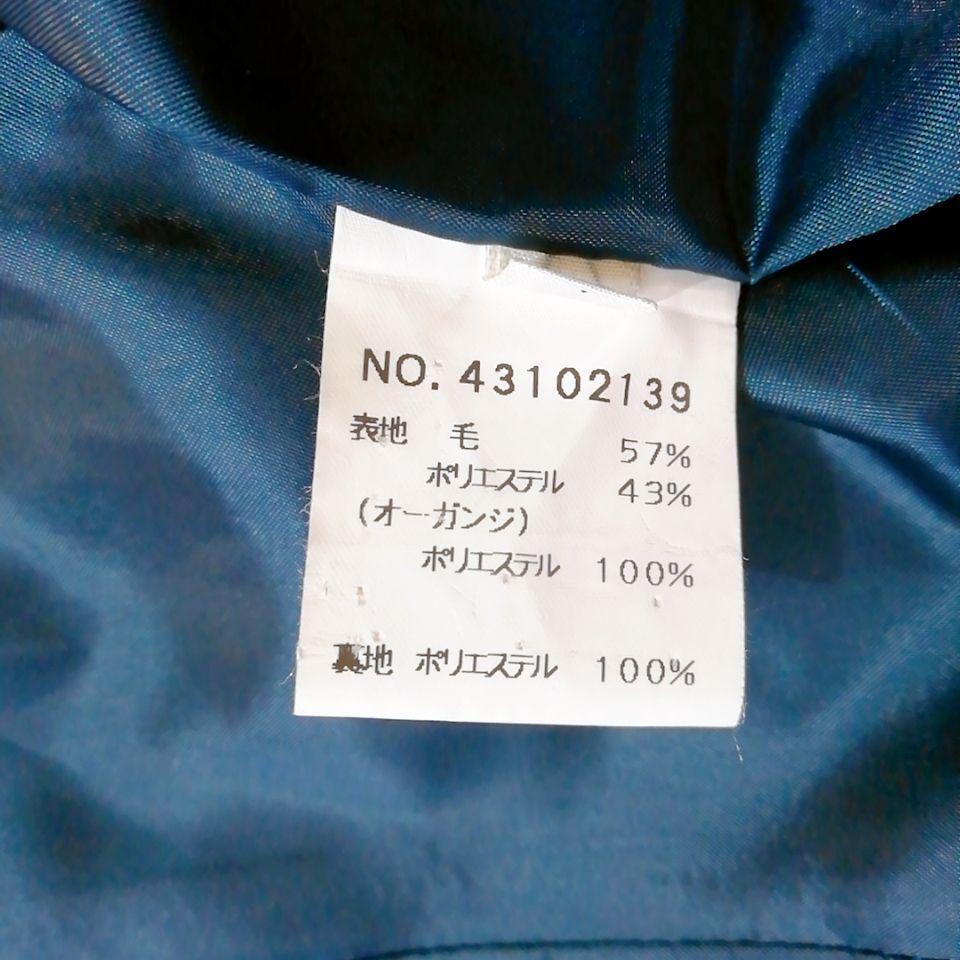 NO. 43102139
表地 毛 57%
ポリエステル 43%
(オーガンジ)
ポリエステル 100%
裏地 ポリエステル 100%